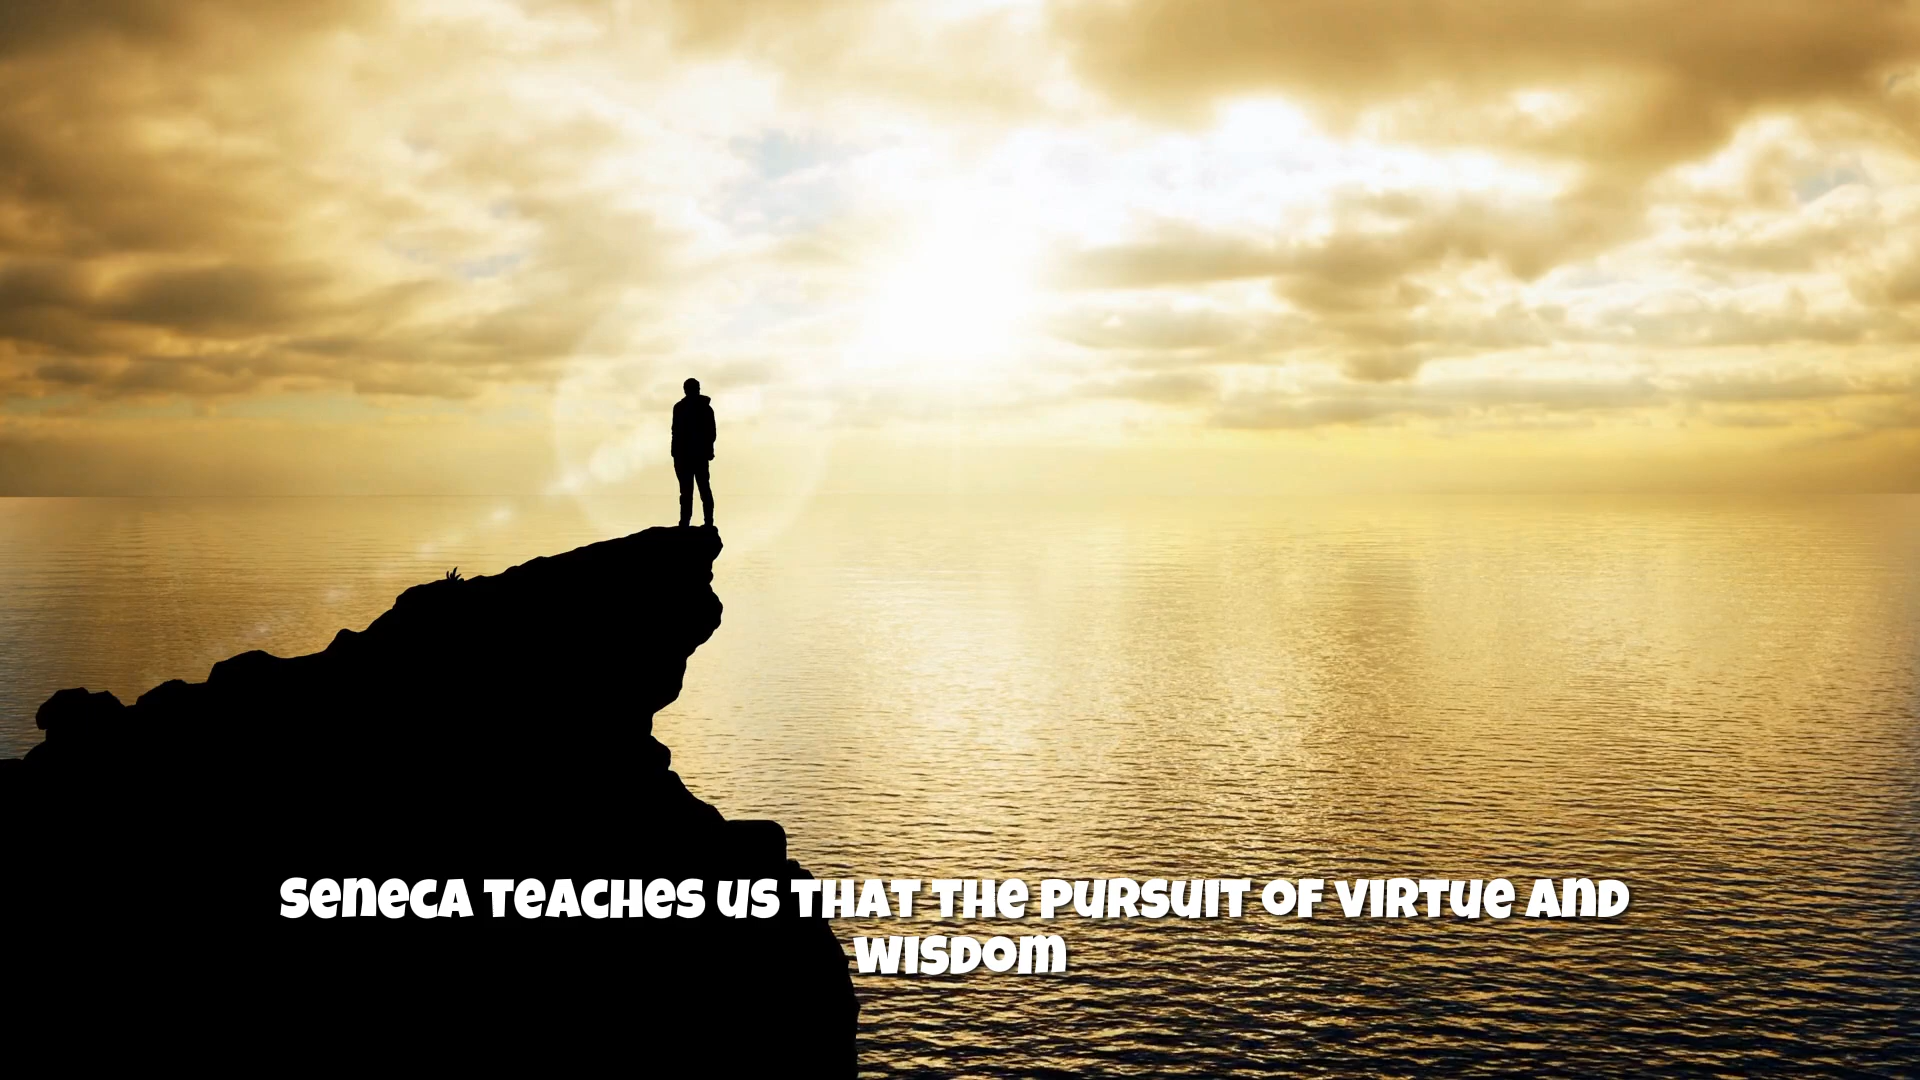 Seneca teaches us that the pursuit of virtue and
wisdom